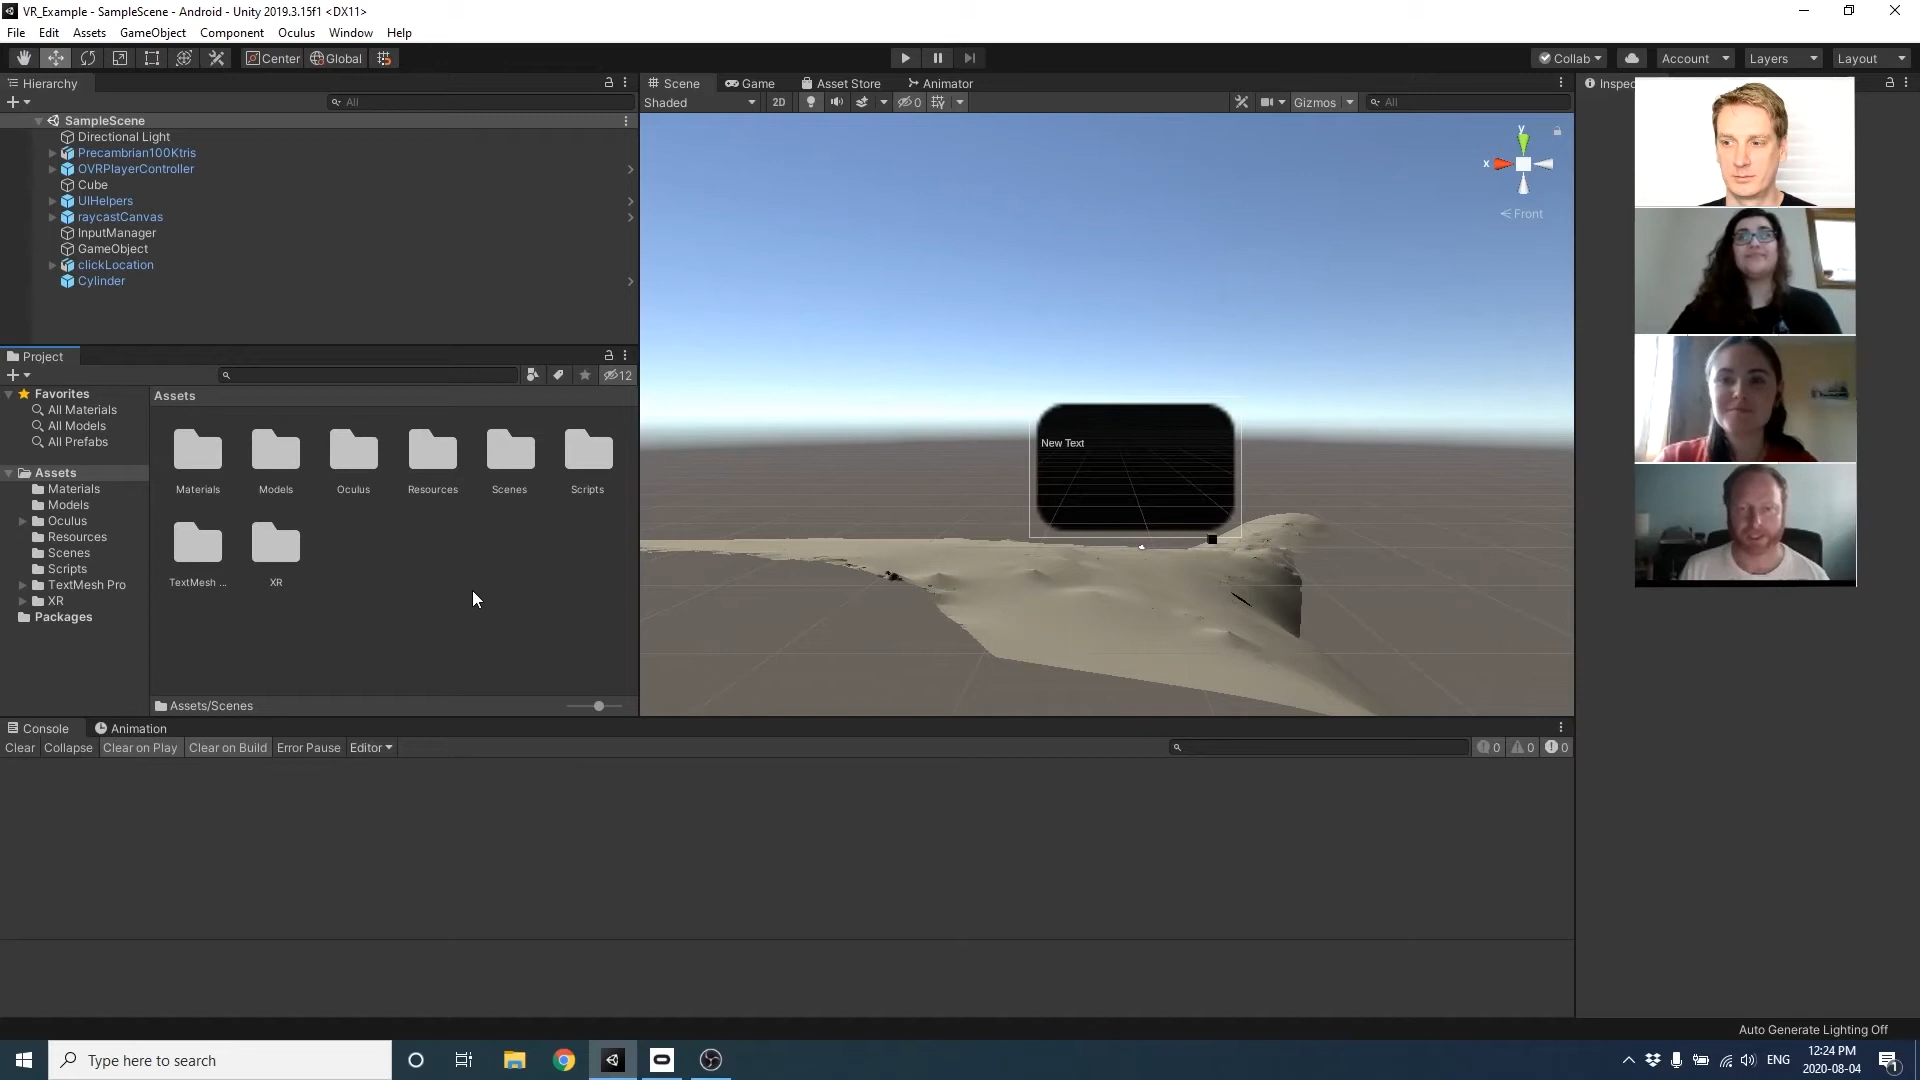 VR_Example - SampleScene - Android - Unity 2019.3.15f1 <DX11>
File Edit Assets GameObject Component Oculus Window Help
Center Global Collab Account Layers Layout
Hierarchy
All
SampleScene
Directional Light
Precambrian100Ktris
OVRPlayerController
Cube
UIHelpers
raycastCanvas
InputManager
GameObject
clickLocation
Cylinder
Scene Game Asset Store Animator
Shaded 2D 0 Gizmos All
y
x
Front
New Text
Inspec
Project
12
Favorites
All Materials
All Models
All Prefabs
Assets
Materials
Models
Oculus
Resources
Scenes
Scripts
TextMesh Pro
XR
Packages
Assets
Materials Models Oculus Resources Scenes Scripts
TextMesh ... XR
Assets/Scenes
Console Animation
Clear Collapse Clear on Play Clear on Build Error Pause Editor 0 0 0
Auto Generate Lighting Off
Type here to search
ENG
12:24 PM
2020-08-04
1